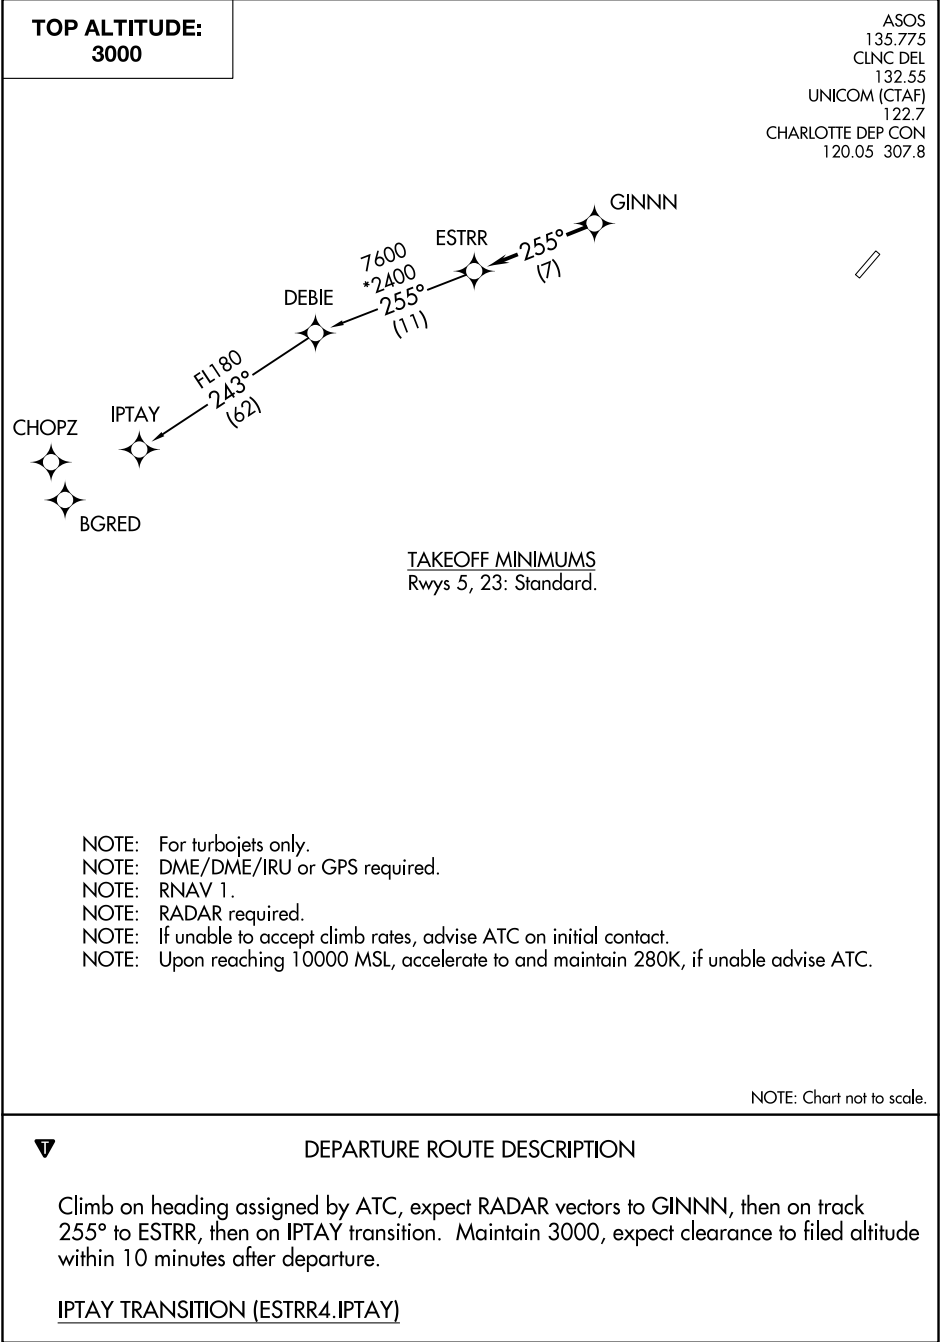 TOP ALTITUDE:
3000
ASOS
135.775
CLNC DEL
132.55
UNICOM (CTAF)
122.7
CHARLOTTE DEP CON
120.05 307.8
GINNN
ESTRR
255°
(7)
7600
*2400
255°
(11)
DEBIE
FL180
243°
(62)
IPTAY
CHOPZ
BGRED
TAKEOFF MINIMUMS
Rwys 5, 23: Standard.
NOTE: For turbojets only.
NOTE: DME/DME/IRU or GPS required.
NOTE: RNAV 1.
NOTE: RADAR required.
NOTE: If unable to accept climb rates, advise ATC on initial contact.
NOTE: Upon reaching 10000 MSL, accelerate to and maintain 280K, if unable advise ATC.
NOTE: Chart not to scale.
T
DEPARTURE ROUTE DESCRIPTION
Climb on heading assigned by ATC, expect RADAR vectors to GINNN, then on track
255° to ESTRR, then on IPTAY transition. Maintain 3000, expect clearance to filed altitude
within 10 minutes after departure.
IPTAY TRANSITION (ESTRR4.IPTAY)